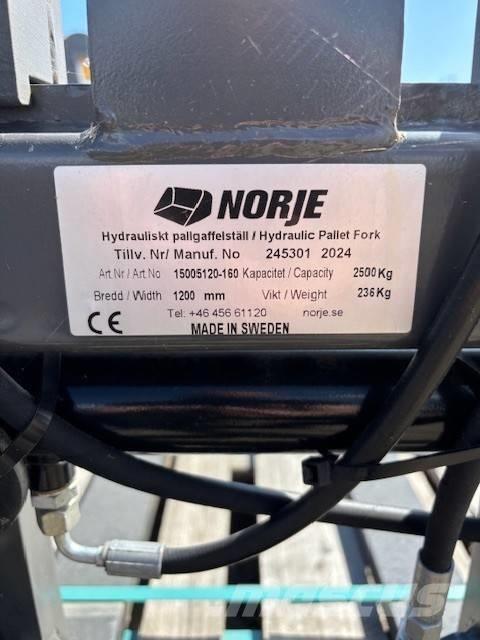 NORJE
Hydrauliskt pallgaffelställ / Hydraulic Pallet Fork
Tillv. Nr/ Manuf. No 245301 2024
Art.Nr / Art.No 15005120-160 Kapacitet / Capacity 2500 Kg
Bredd / Width 1200 mm Vikt / Weight 236 Kg
CE Tel: +46 456 61120 norje.se
MADE IN SWEDEN
MASCUS